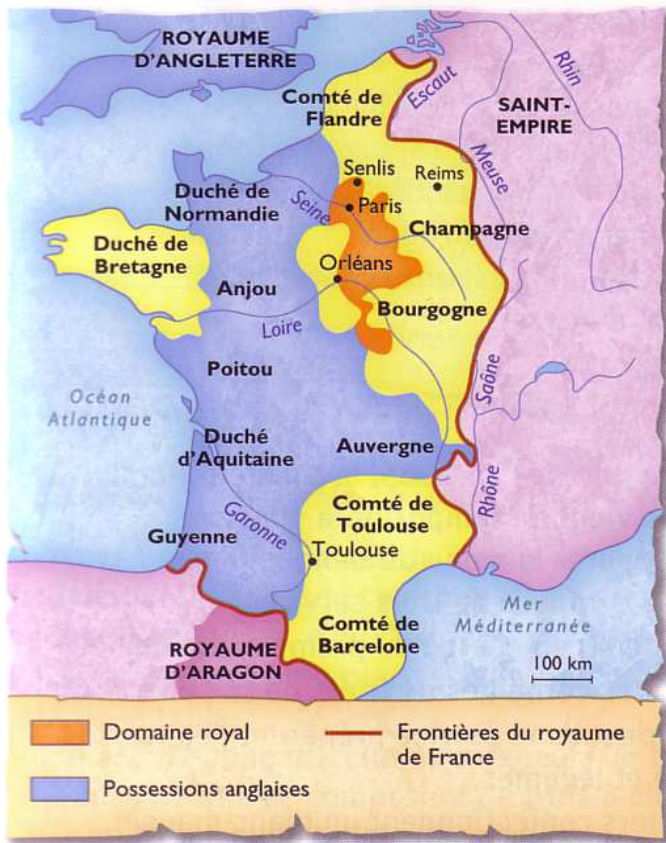 ROYAUME
D'ANGLETERRE
Comté de
Flandre
Escaut
Rhin
SAINT-
EMPIRE
Meuse
Senlis
Reims
Duché de
Normandie
Seine
Paris
Champagne
Duché de
Bretagne
Orléans
Anjou
Bourgogne
Loire
Poitou
Saône
Océan
Atlantique
Duché
d'Aquitaine
Auvergne
Comté de
Toulouse
Rhône
Guyenne
Garonne
Toulouse
Mer
Méditerranée
Comté de
Barcelone
ROYAUME
D'ARAGON
100 km
Domaine royal
Frontières du royaume
de France
Possessions anglaises